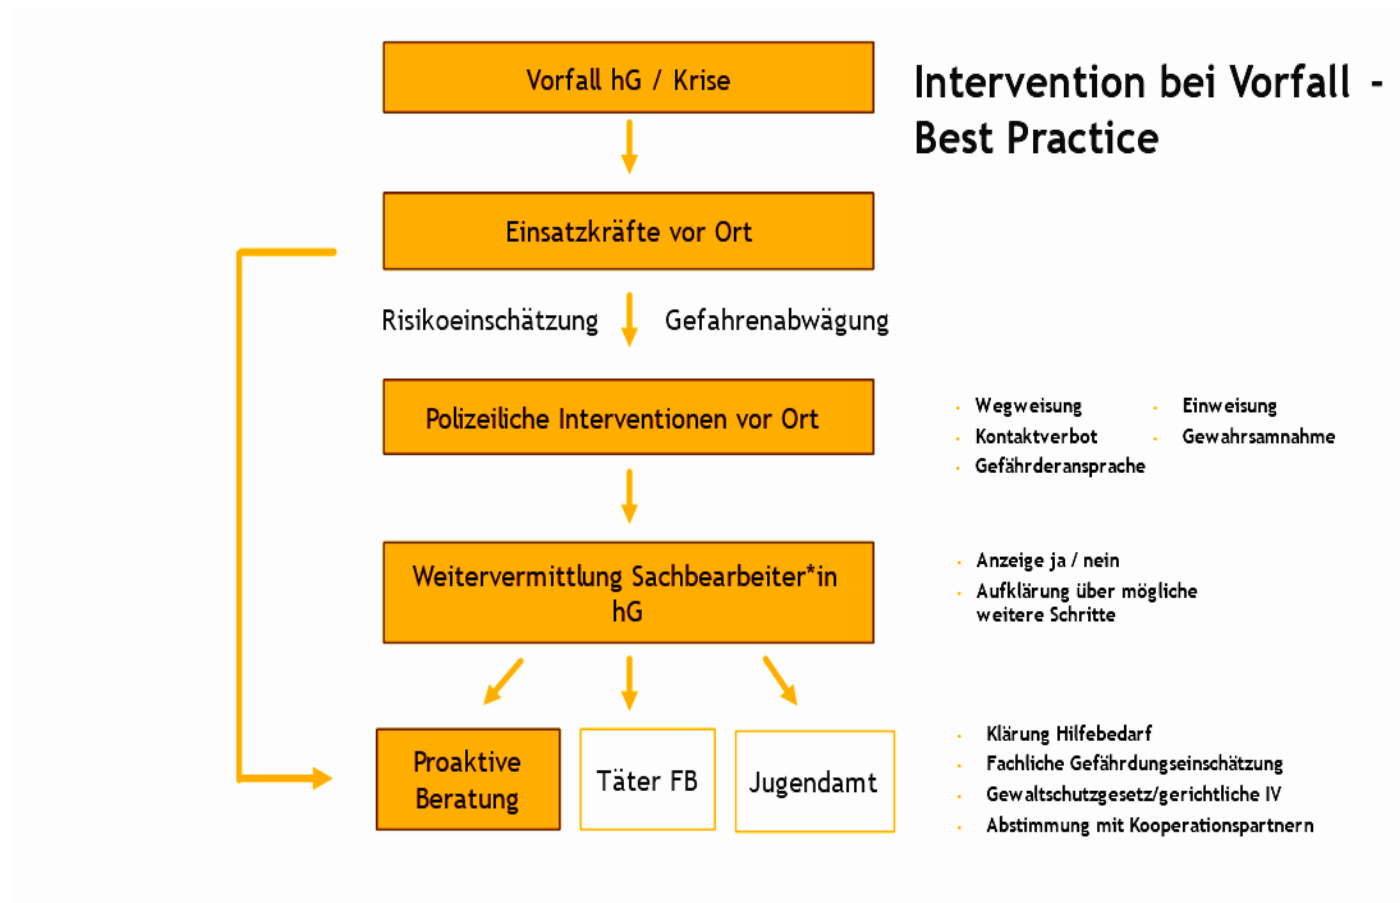 Intervention bei Vorfall -
Best Practice
Vorfall hG / Krise
Einsatzkräfte vor Ort
Risikoeinschätzung
Gefahrenabwägung
Polizeiliche Interventionen vor Ort
· Wegweisung
· Kontaktverbot
· Gefährderansprache
· Einweisung
· Gewahrsamnahme
Weitervermittlung Sachbearbeiter*in
hG
· Anzeige ja / nein
· Aufklärung über mögliche
weitere Schritte
Proaktive
Beratung
Täter FB
Jugendamt
· Klärung Hilfebedarf
· Fachliche Gefährdungseinschätzung
· Gewaltschutzgesetz/gerichtliche IV
· Abstimmung mit Kooperationspartnern